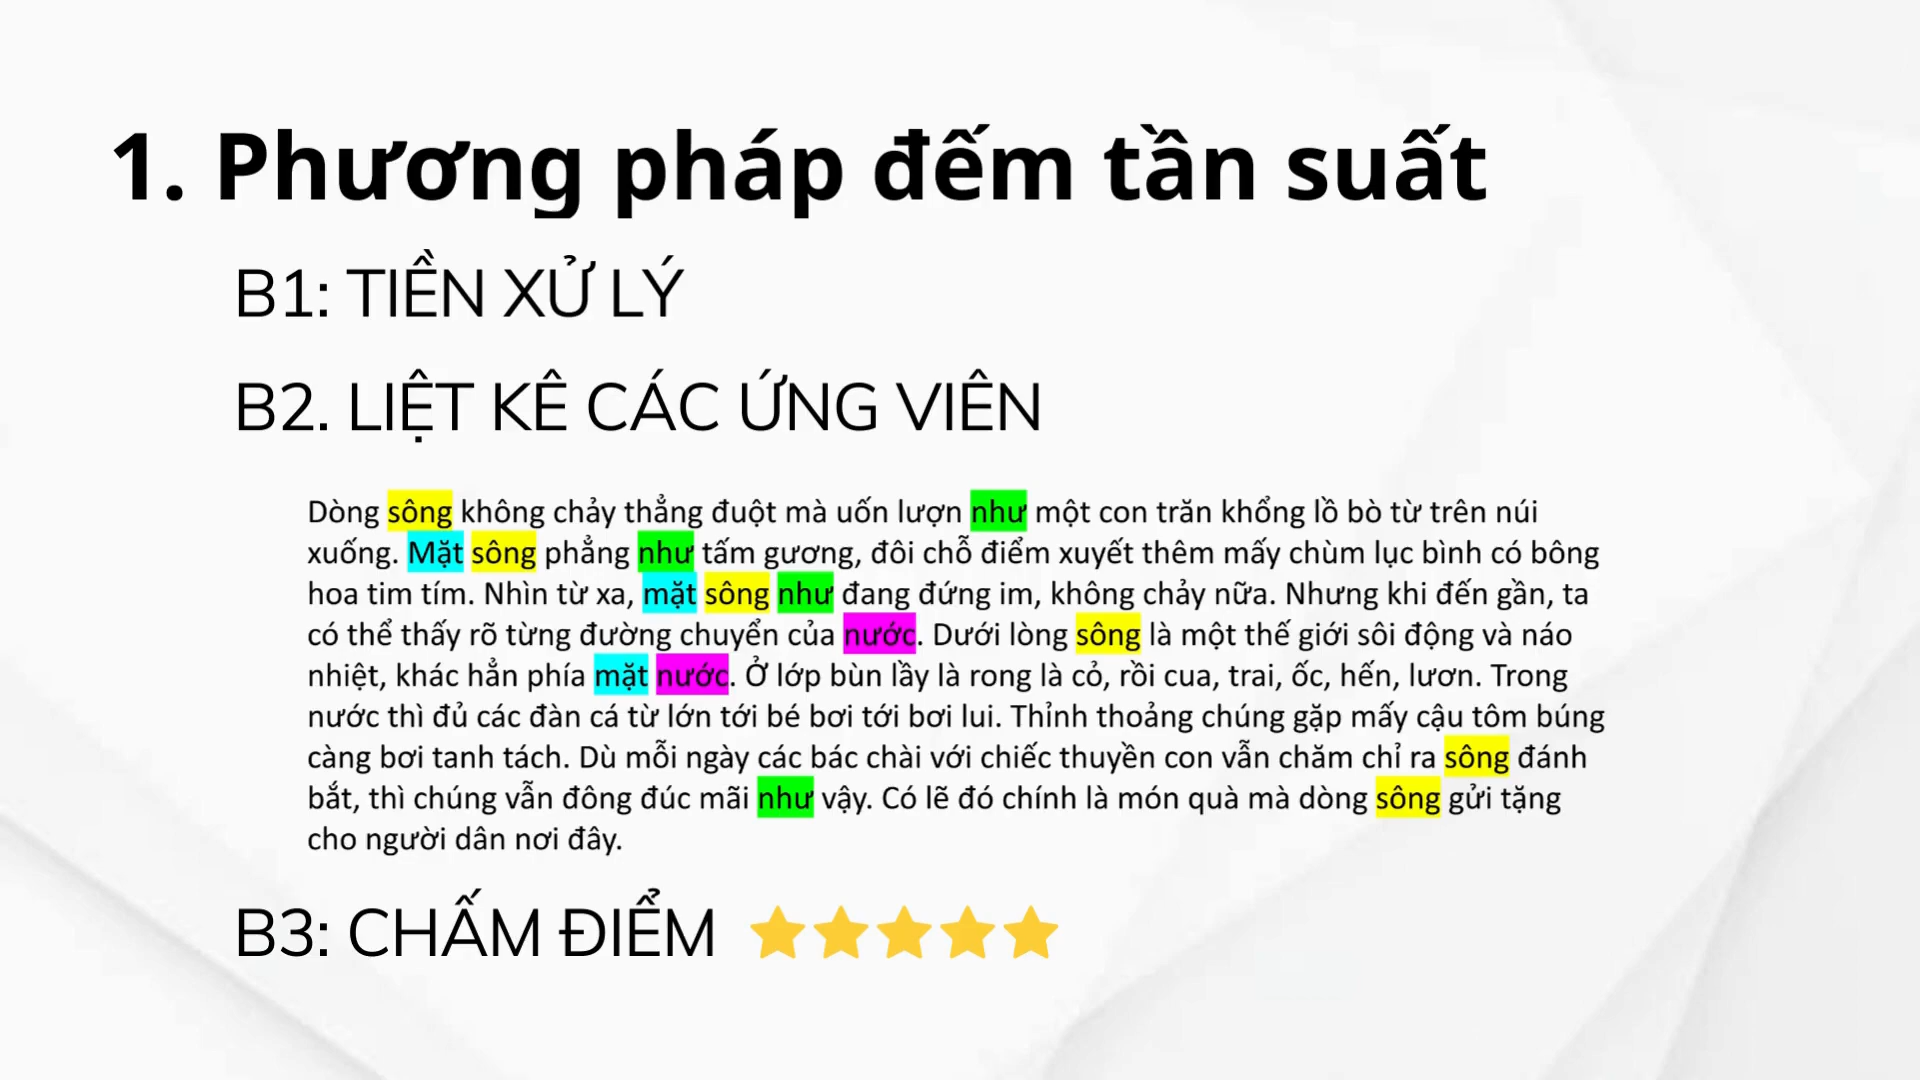 1. Phương pháp đếm tần suất
B1: TIỀN XỬ LÝ
B2. LIỆT KÊ CÁC ỨNG VIÊN
Dòng sông không chảy thẳng đuột mà uốn lượn như một con trăn khổng lồ bò từ trên núi
xuống. Mặt sông phẳng như tấm gương, đôi chỗ điểm xuyết thêm mấy chùm lục bình có bông
hoa tim tím. Nhìn từ xa, mặt sông như đang đứng im, không chảy nữa. Nhưng khi đến gần, ta
có thể thấy rõ từng đường chuyển của nước. Dưới lòng sông là một thế giới sôi động và náo
nhiệt, khác hẳn phía mặt nước. Ở lớp bùn lầy là rong là cỏ, rồi cua, trai, ốc, hến, lươn. Trong
nước thì đủ các đàn cá từ lớn tới bé bơi tới bơi lui. Thỉnh thoảng chúng gặp mấy cậu tôm búng
càng bơi tanh tách. Dù mỗi ngày các bác chài với chiếc thuyền con vẫn chăm chỉ ra sông đánh
bắt, thì chúng vẫn đông đúc mãi như vậy. Có lẽ đó chính là món quà mà dòng sông gửi tặng
cho người dân nơi đây.
B3: CHẤM ĐIỂM